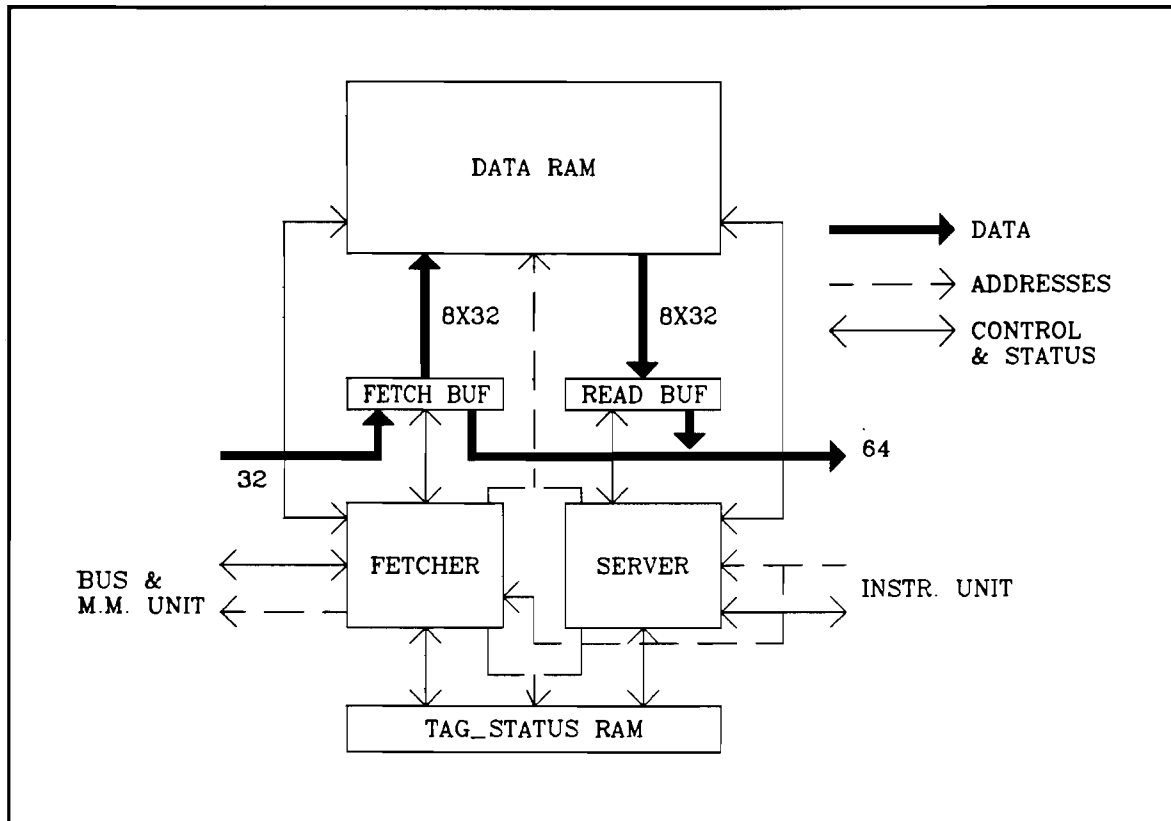 DATA RAM
DATA
ADDRESSES
CONTROL
& STATUS
8X32
8X32
FETCH BUF
READ BUF
32
64
FETCHER
SERVER
BUS &
M.M. UNIT
INSTR. UNIT
TAG_STATUS RAM